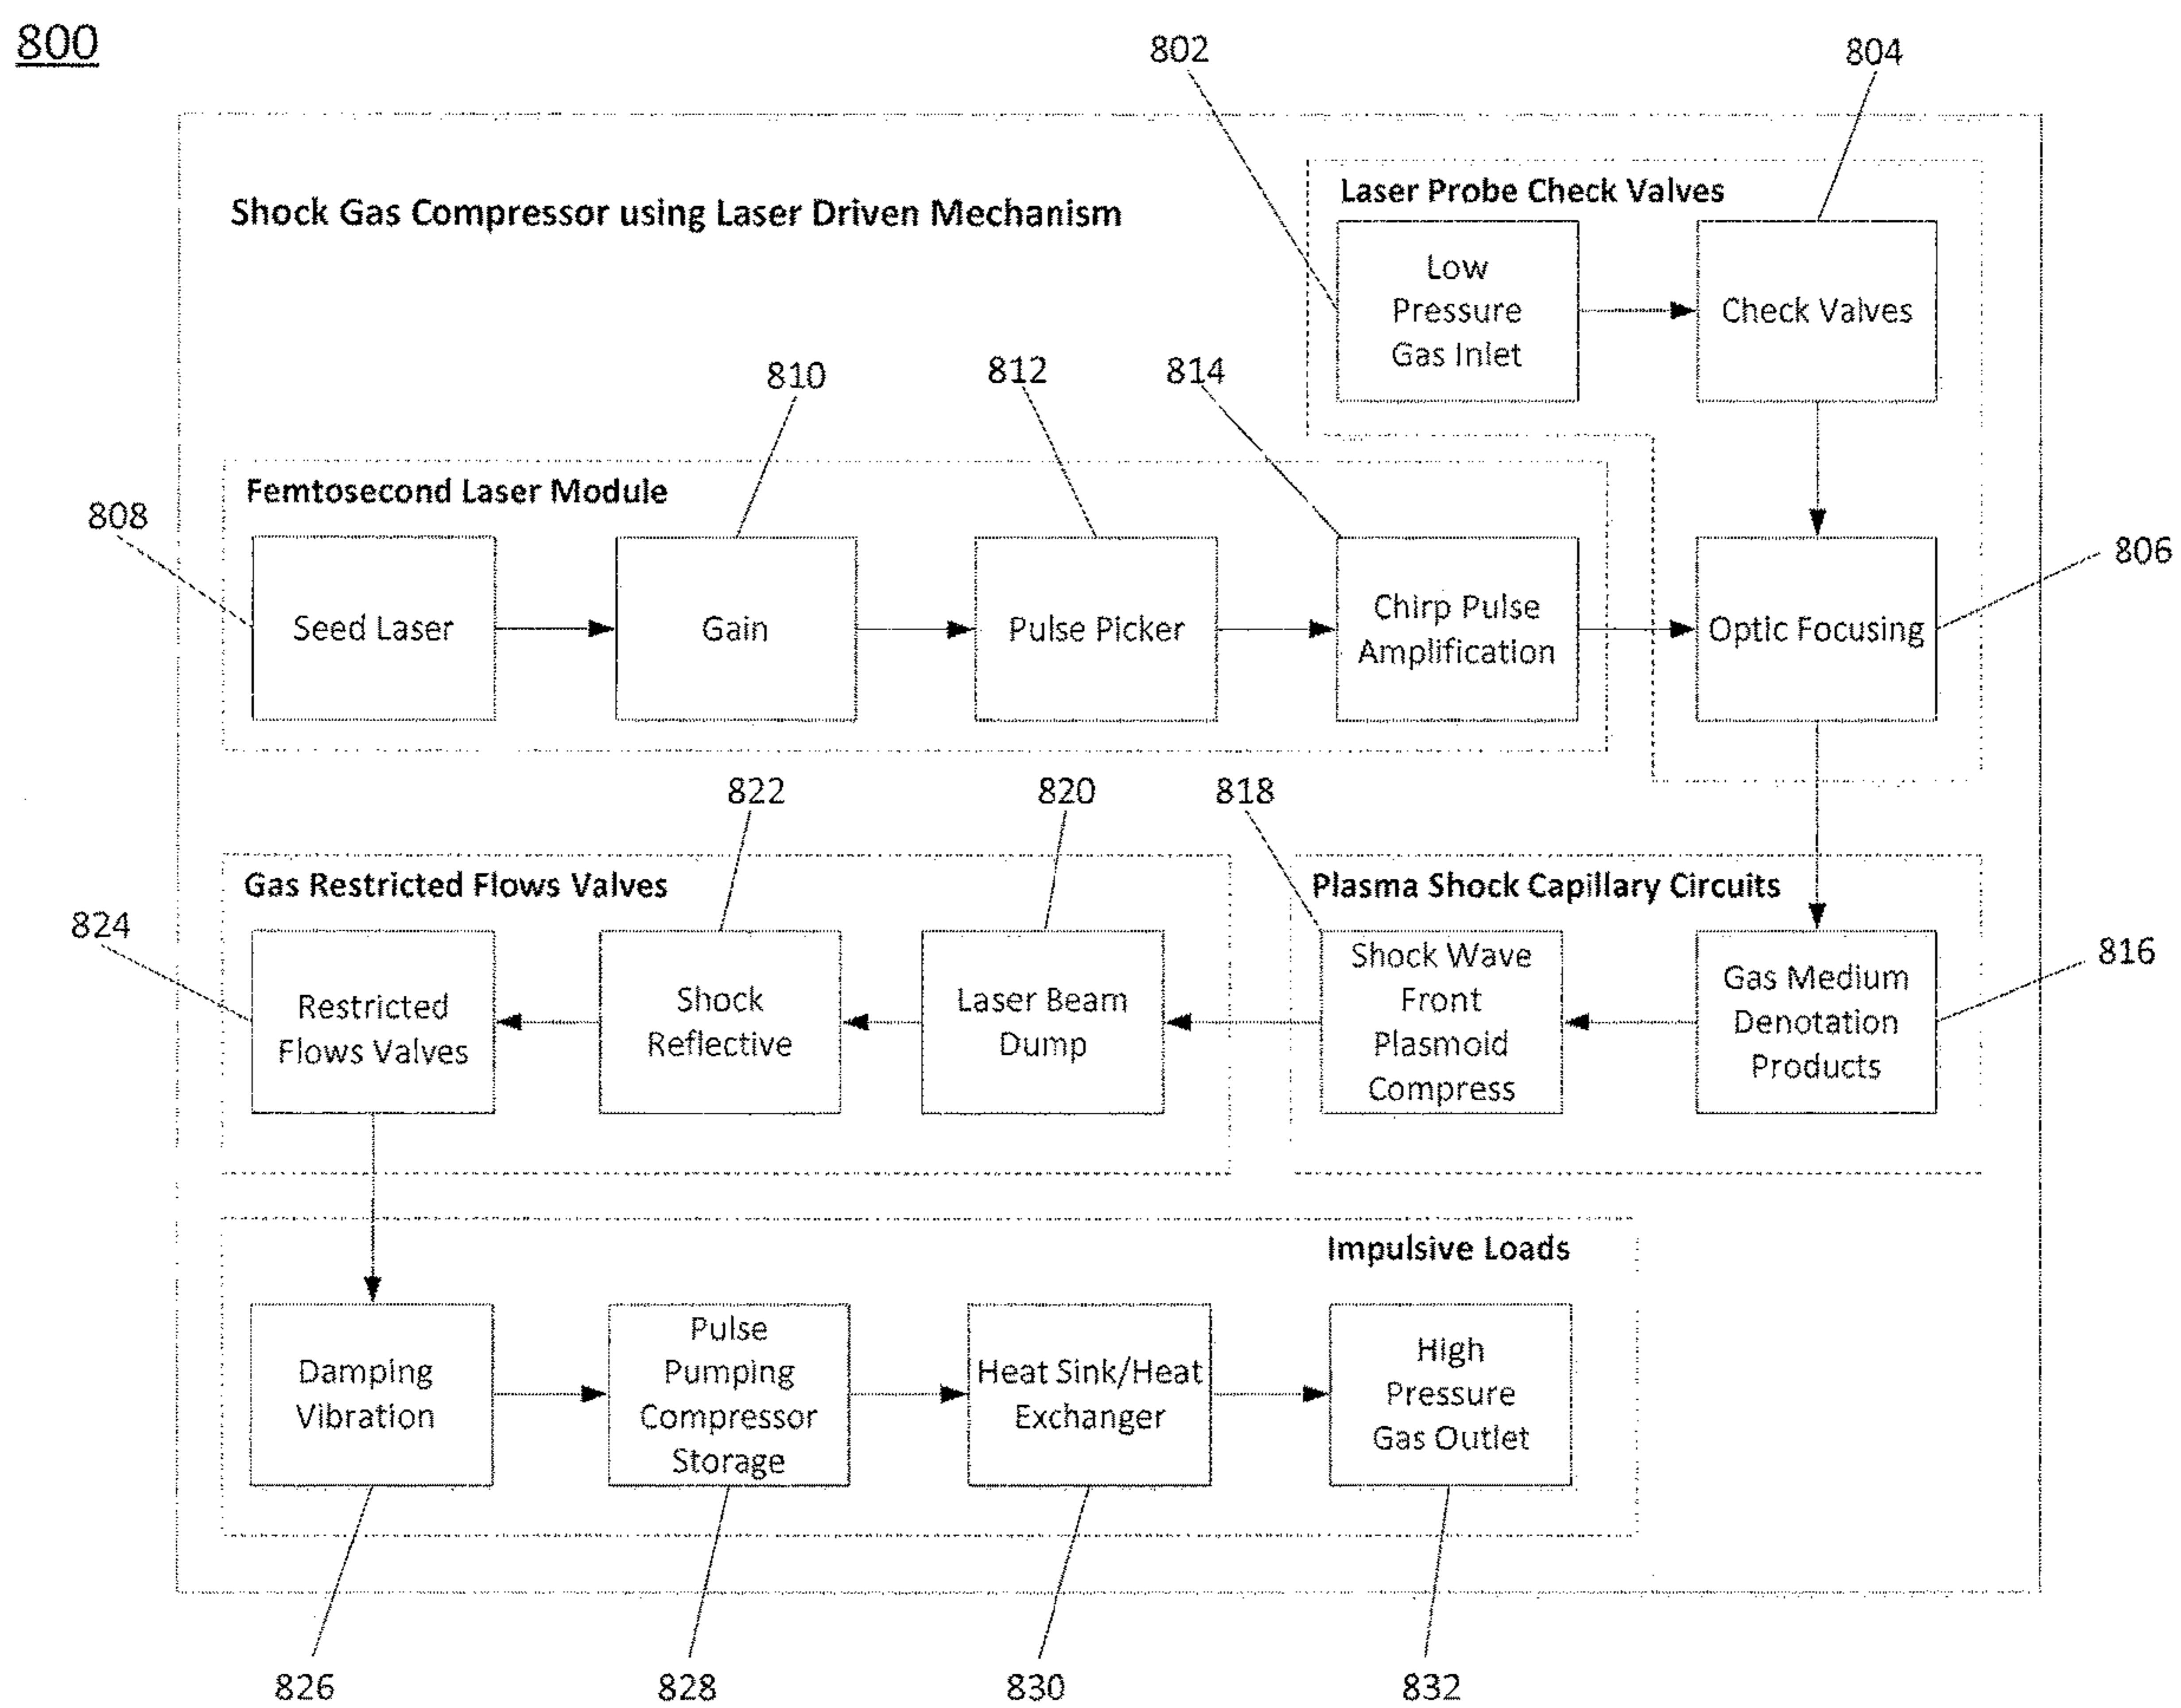 800
802
804
Laser Probe Check Valves
Shock Gas Compressor using Laser Driven Mechanism
Low
Pressure
Gas Inlet
Check Valves
810
812
814
Femtosecond Laser Module
808
Seed Laser
Gain
Pulse Picker
Chirp Pulse
Amplification
Optic Focusing
806
822
820
818
Gas Restricted Flows Valves
Plasma Shock Capillary Circuits
824
Restricted
Flows Valves
Shock
Reflective
Laser Beam
Dump
Shock Wave
Front
Plasmoid
Compress
Gas Medium
Denotation
Products
816
Impulsive Loads
Damping
Vibration
Pulse
Pumping
Compressor
Storage
Heat Sink/Heat
Exchanger
High
Pressure
Gas Outlet
826
828
830
832